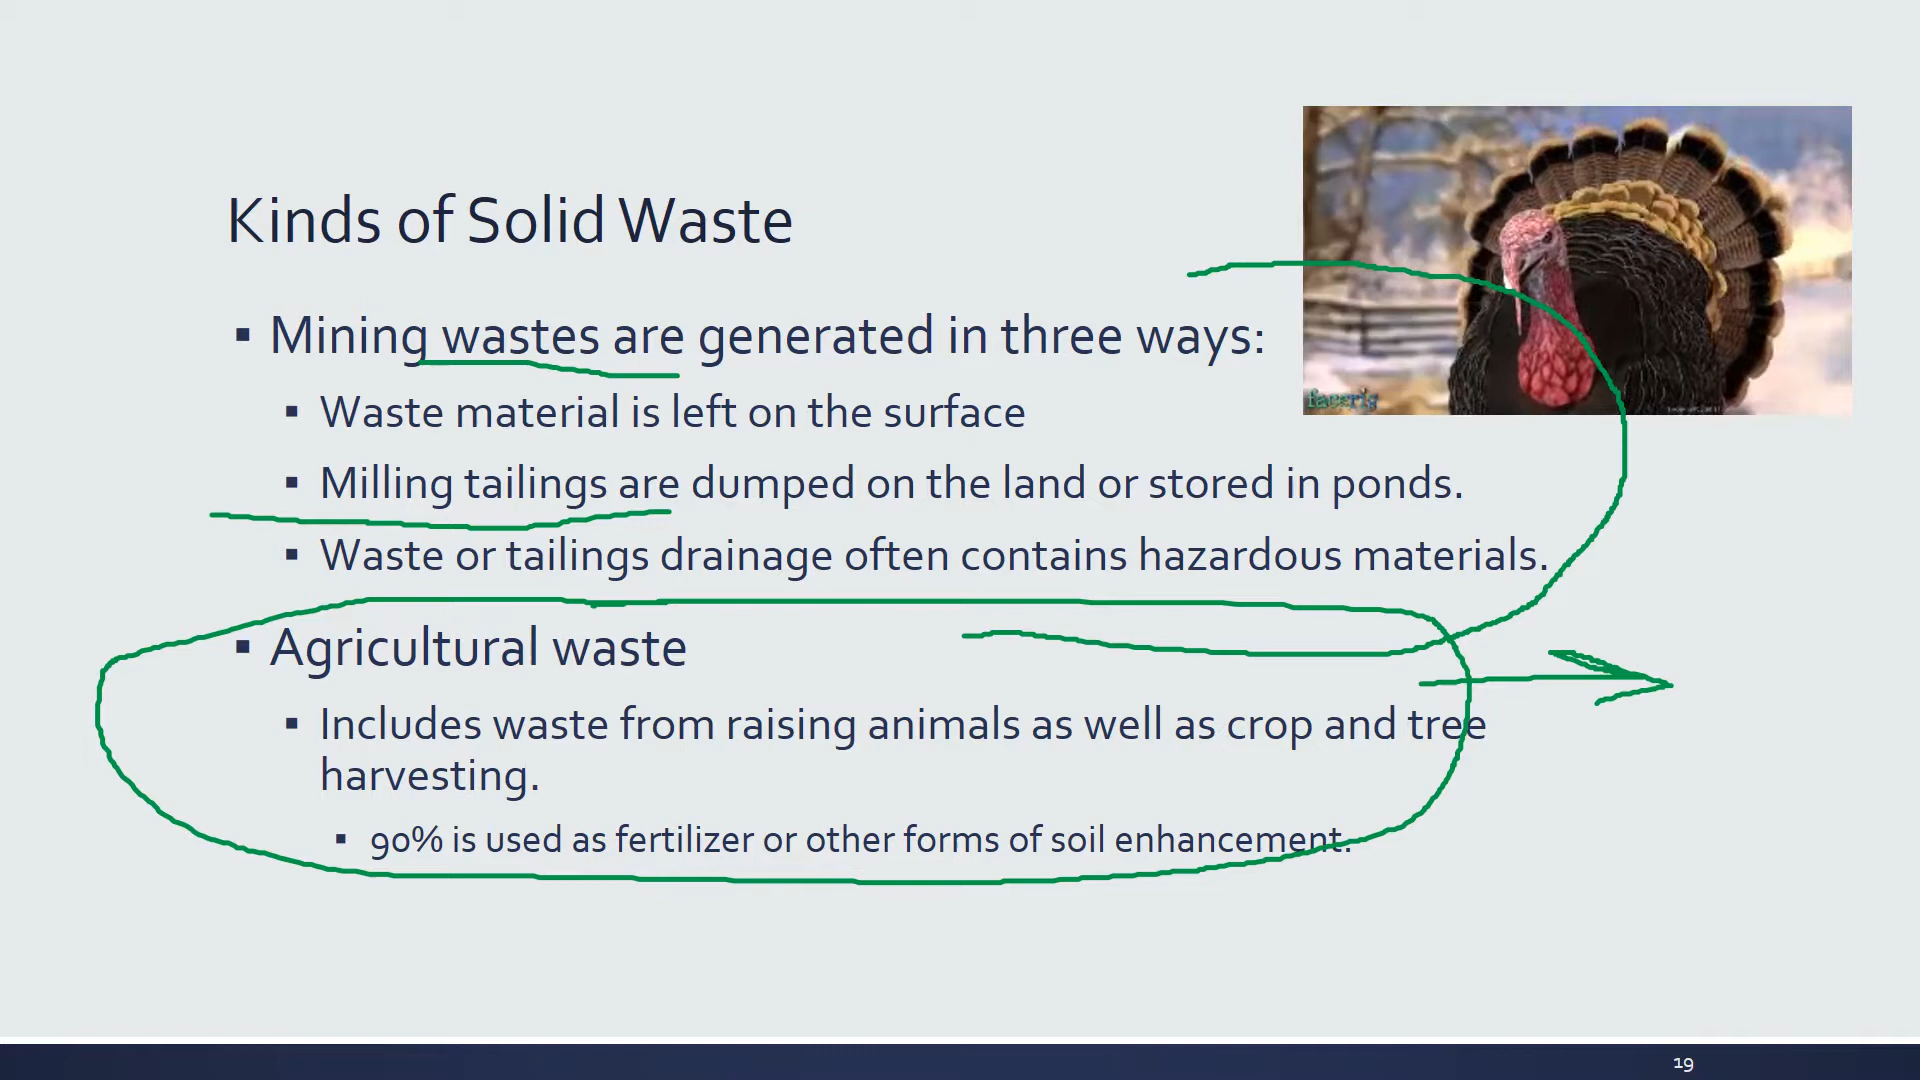 Kinds of Solid Waste
▪ Mining wastes are generated in three ways:
▪ Waste material is left on the surface
▪ Milling tailings are dumped on the land or stored in ponds.
▪ Waste or tailings drainage often contains hazardous materials.
▪ Agricultural waste
▪ Includes waste from raising animals as well as crop and tree
harvesting.
▪ 90% is used as fertilizer or other forms of soil enhancement.
facerig
19